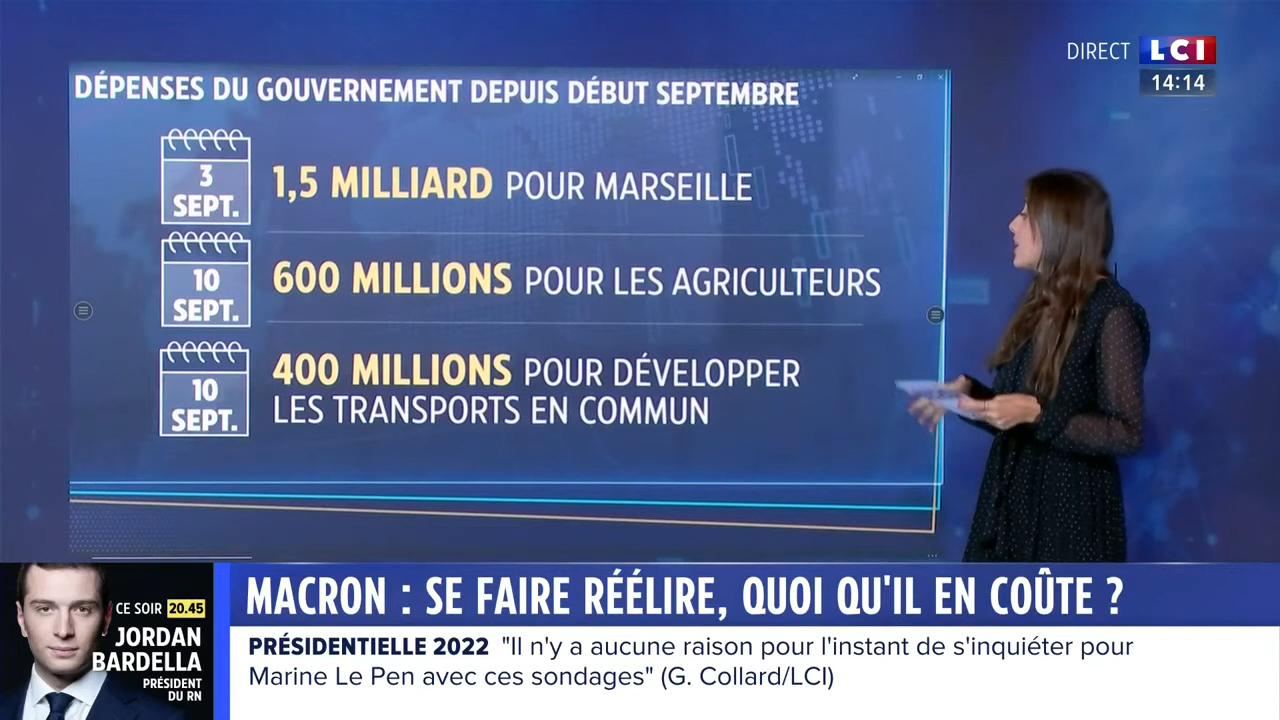 DIRECT LCI
14:14
DÉPENSES DU GOUVERNEMENT DEPUIS DÉBUT SEPTEMBRE
3
SEPT.
1,5 MILLIARD POUR MARSEILLE
10
SEPT.
600 MILLIONS POUR LES AGRICULTEURS
10
SEPT.
400 MILLIONS POUR DÉVELOPPER
LES TRANSPORTS EN COMMUN
CE SOIR 20.45
JORDAN
BARDELLA
PRÉSIDENT
DU RN
MACRON : SE FAIRE RÉÉLIRE, QUOI QU'IL EN COÛTE ?
PRÉSIDENTIELLE 2022 "Il n'y a aucune raison pour l'instant de s'inquiéter pour
Marine Le Pen avec ces sondages" (G. Collard/LCI)